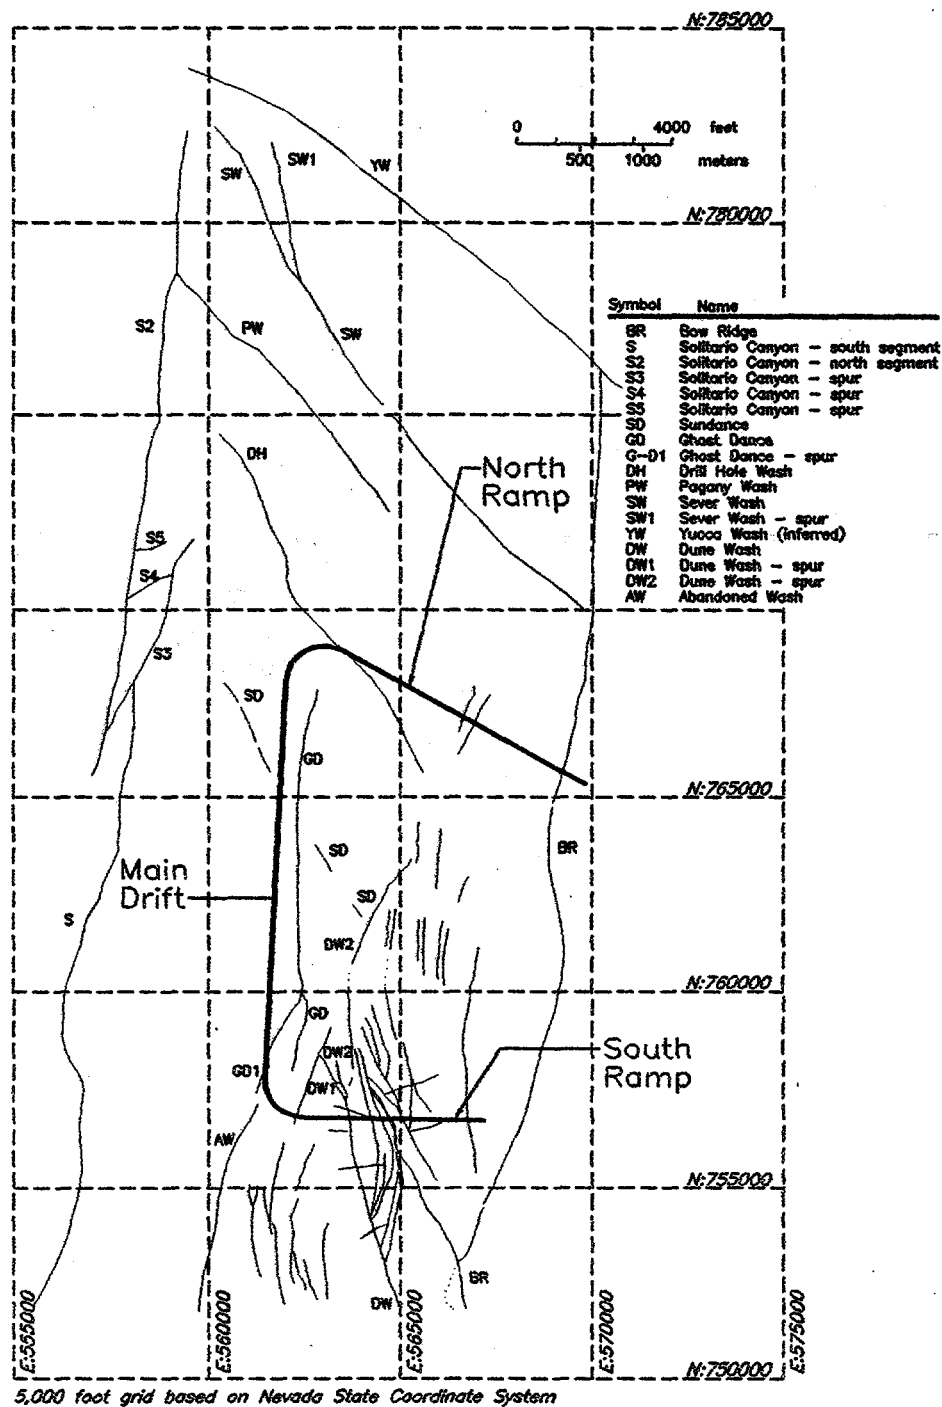 N:785000
0 4000 feet
500 1000 meters
SW
SW1
YW
N:780000
Symbol Name
BR Bow Ridge
S Solitario Canyon – south segment
S2 Solitario Canyon – north segment
S3 Solitario Canyon – spur
S4 Solitario Canyon – spur
S5 Solitario Canyon – spur
SD Sundance
GD Ghost Dance
G–D1 Ghost Dance – spur
DH Drill Hole Wash
PW Pagany Wash
SW Sever Wash
SW1 Sever Wash – spur
YW Yucca Wash (inferred)
DW Dune Wash
DW1 Dune Wash – spur
DW2 Dune Wash – spur
AW Abandoned Wash
S2
PW
SW
DH
North
Ramp
S5
S4
S3
SD
GD
N:765000
SD
BR
Main
Drift
SD
S
DW2
N:760000
GD
DW2
South
Ramp
GD1
DW1
AW
N:755000
BR
DW
E:555000
E:560000
E:565000
E:570000
E:575000
N:750000
5,000 foot grid based on Nevada State Coordinate System